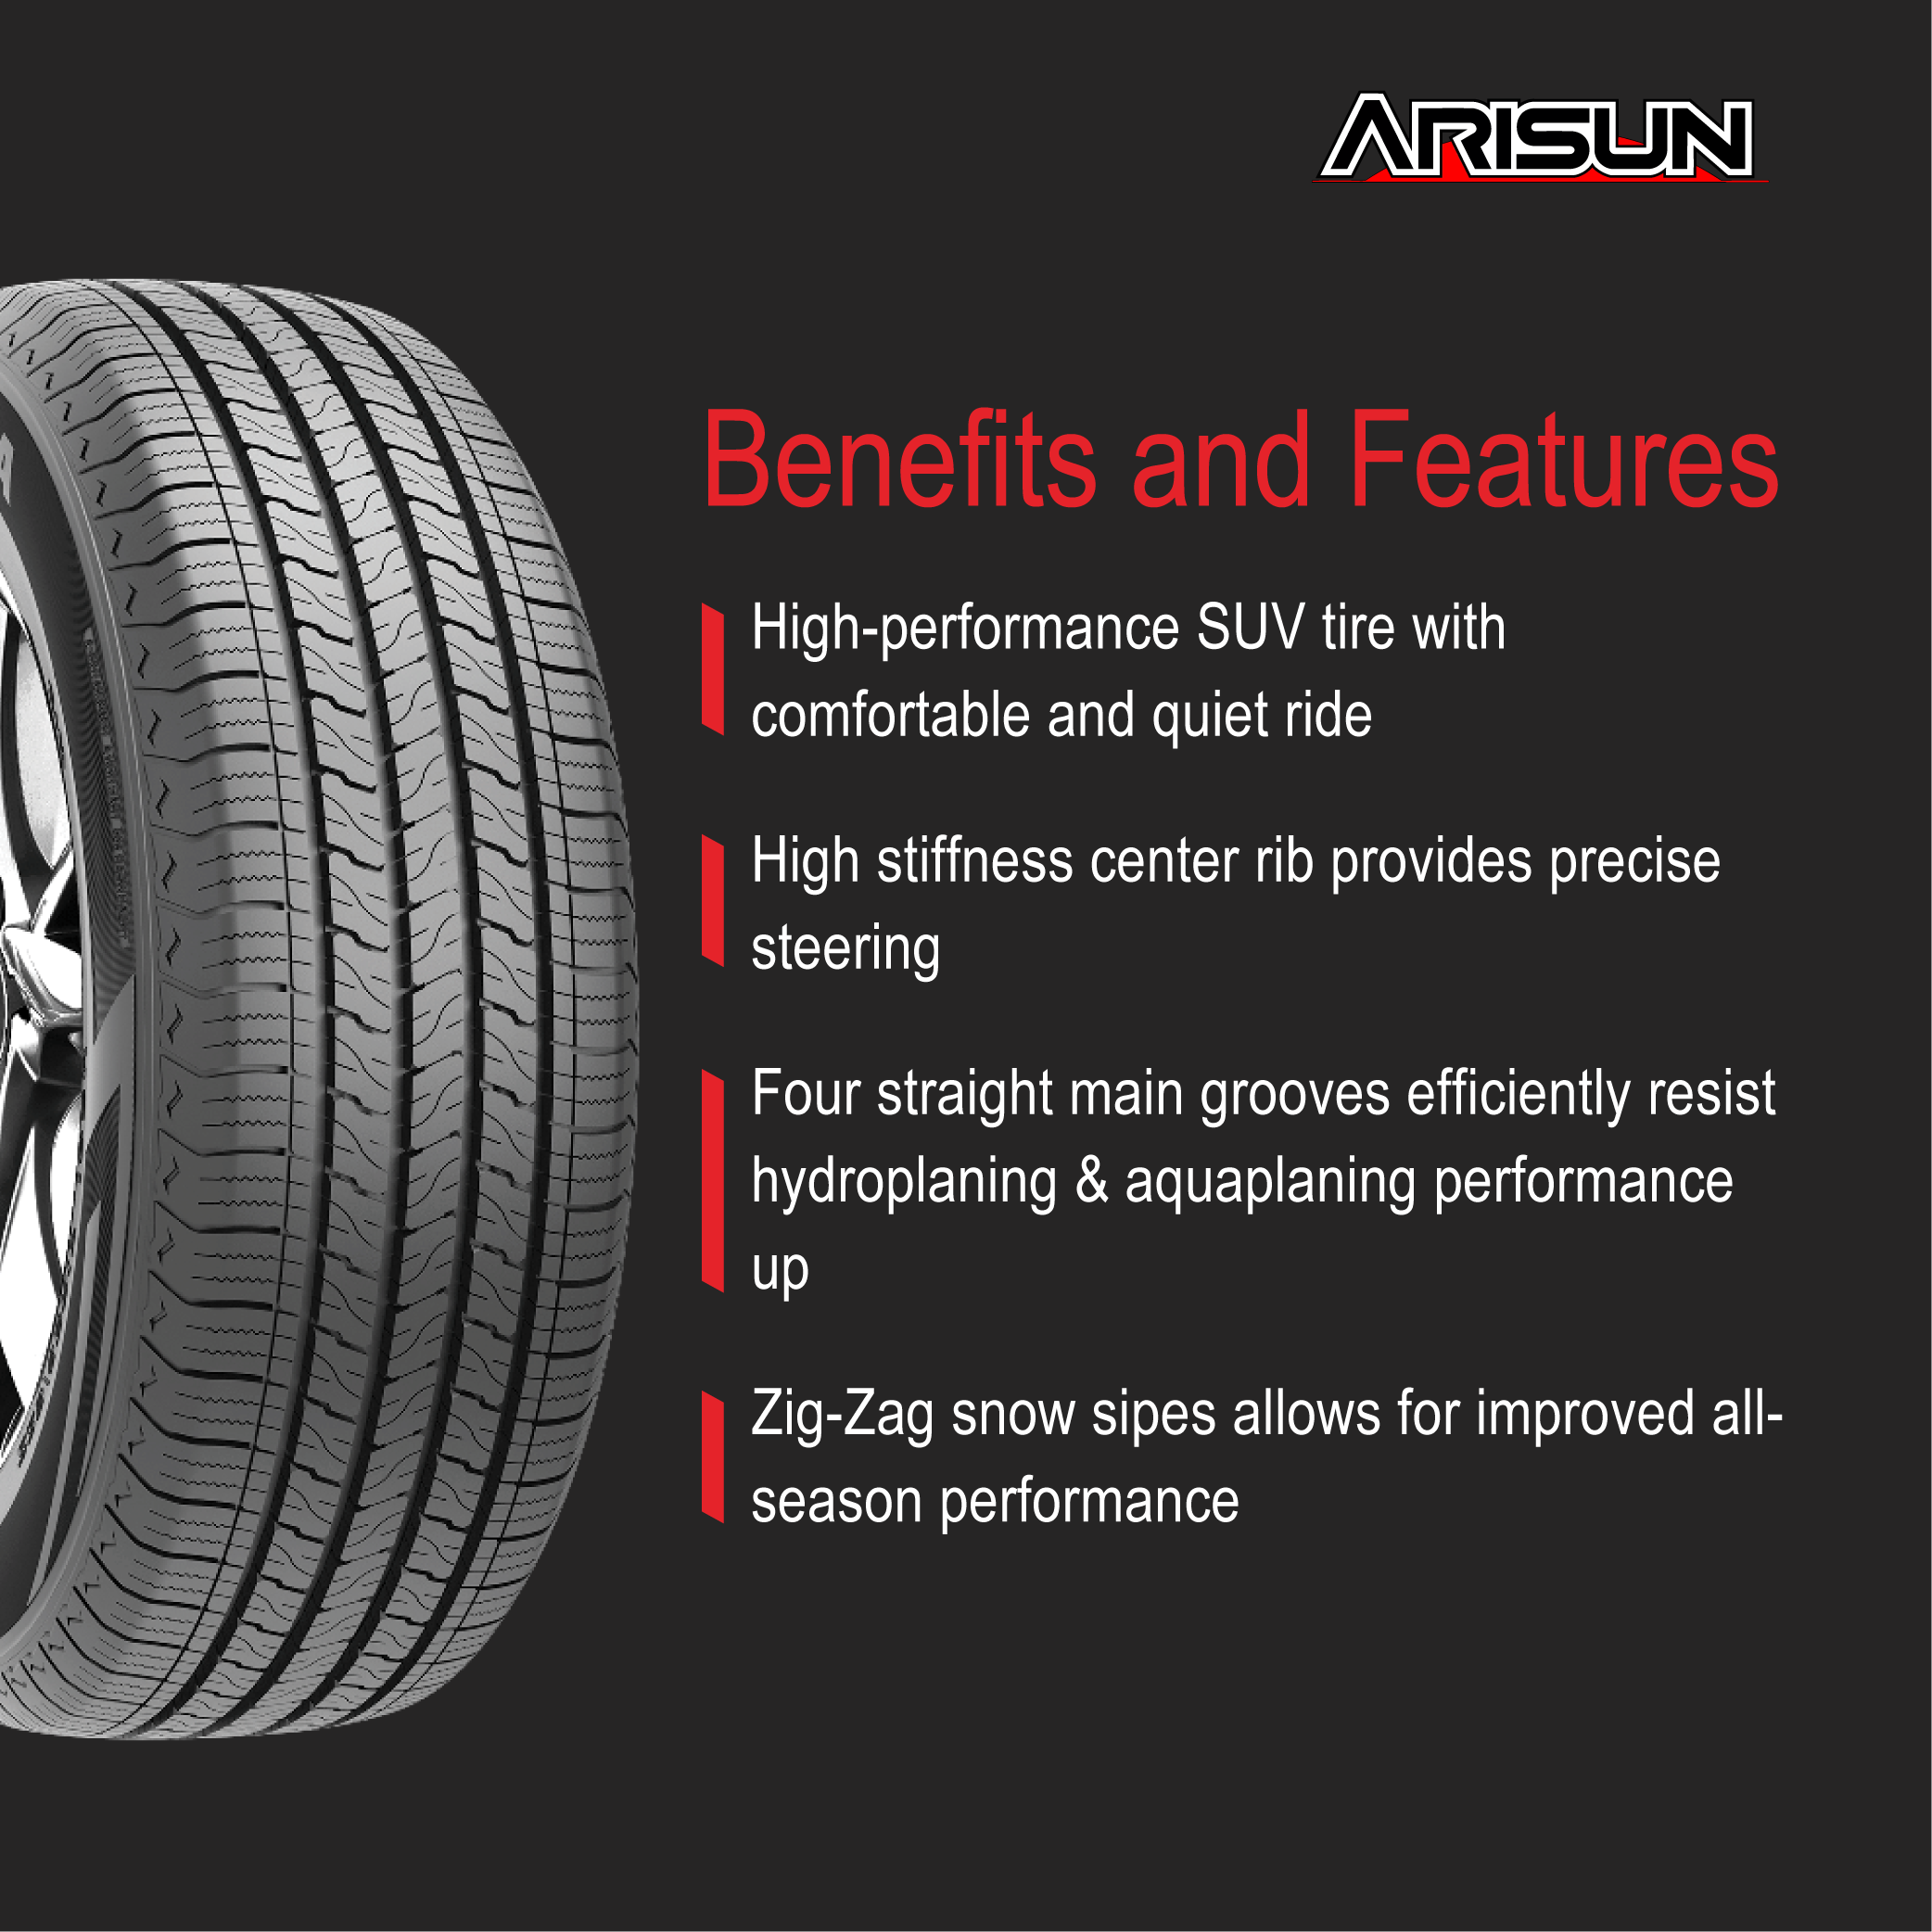 ARISUN
Benefits and Features
High-performance SUV tire with
comfortable and quiet ride
High stiffness center rib provides precise
steering
Four straight main grooves efficiently resist
hydroplaning & aquaplaning performance
up
Zig-Zag snow sipes allows for improved all-
season performance